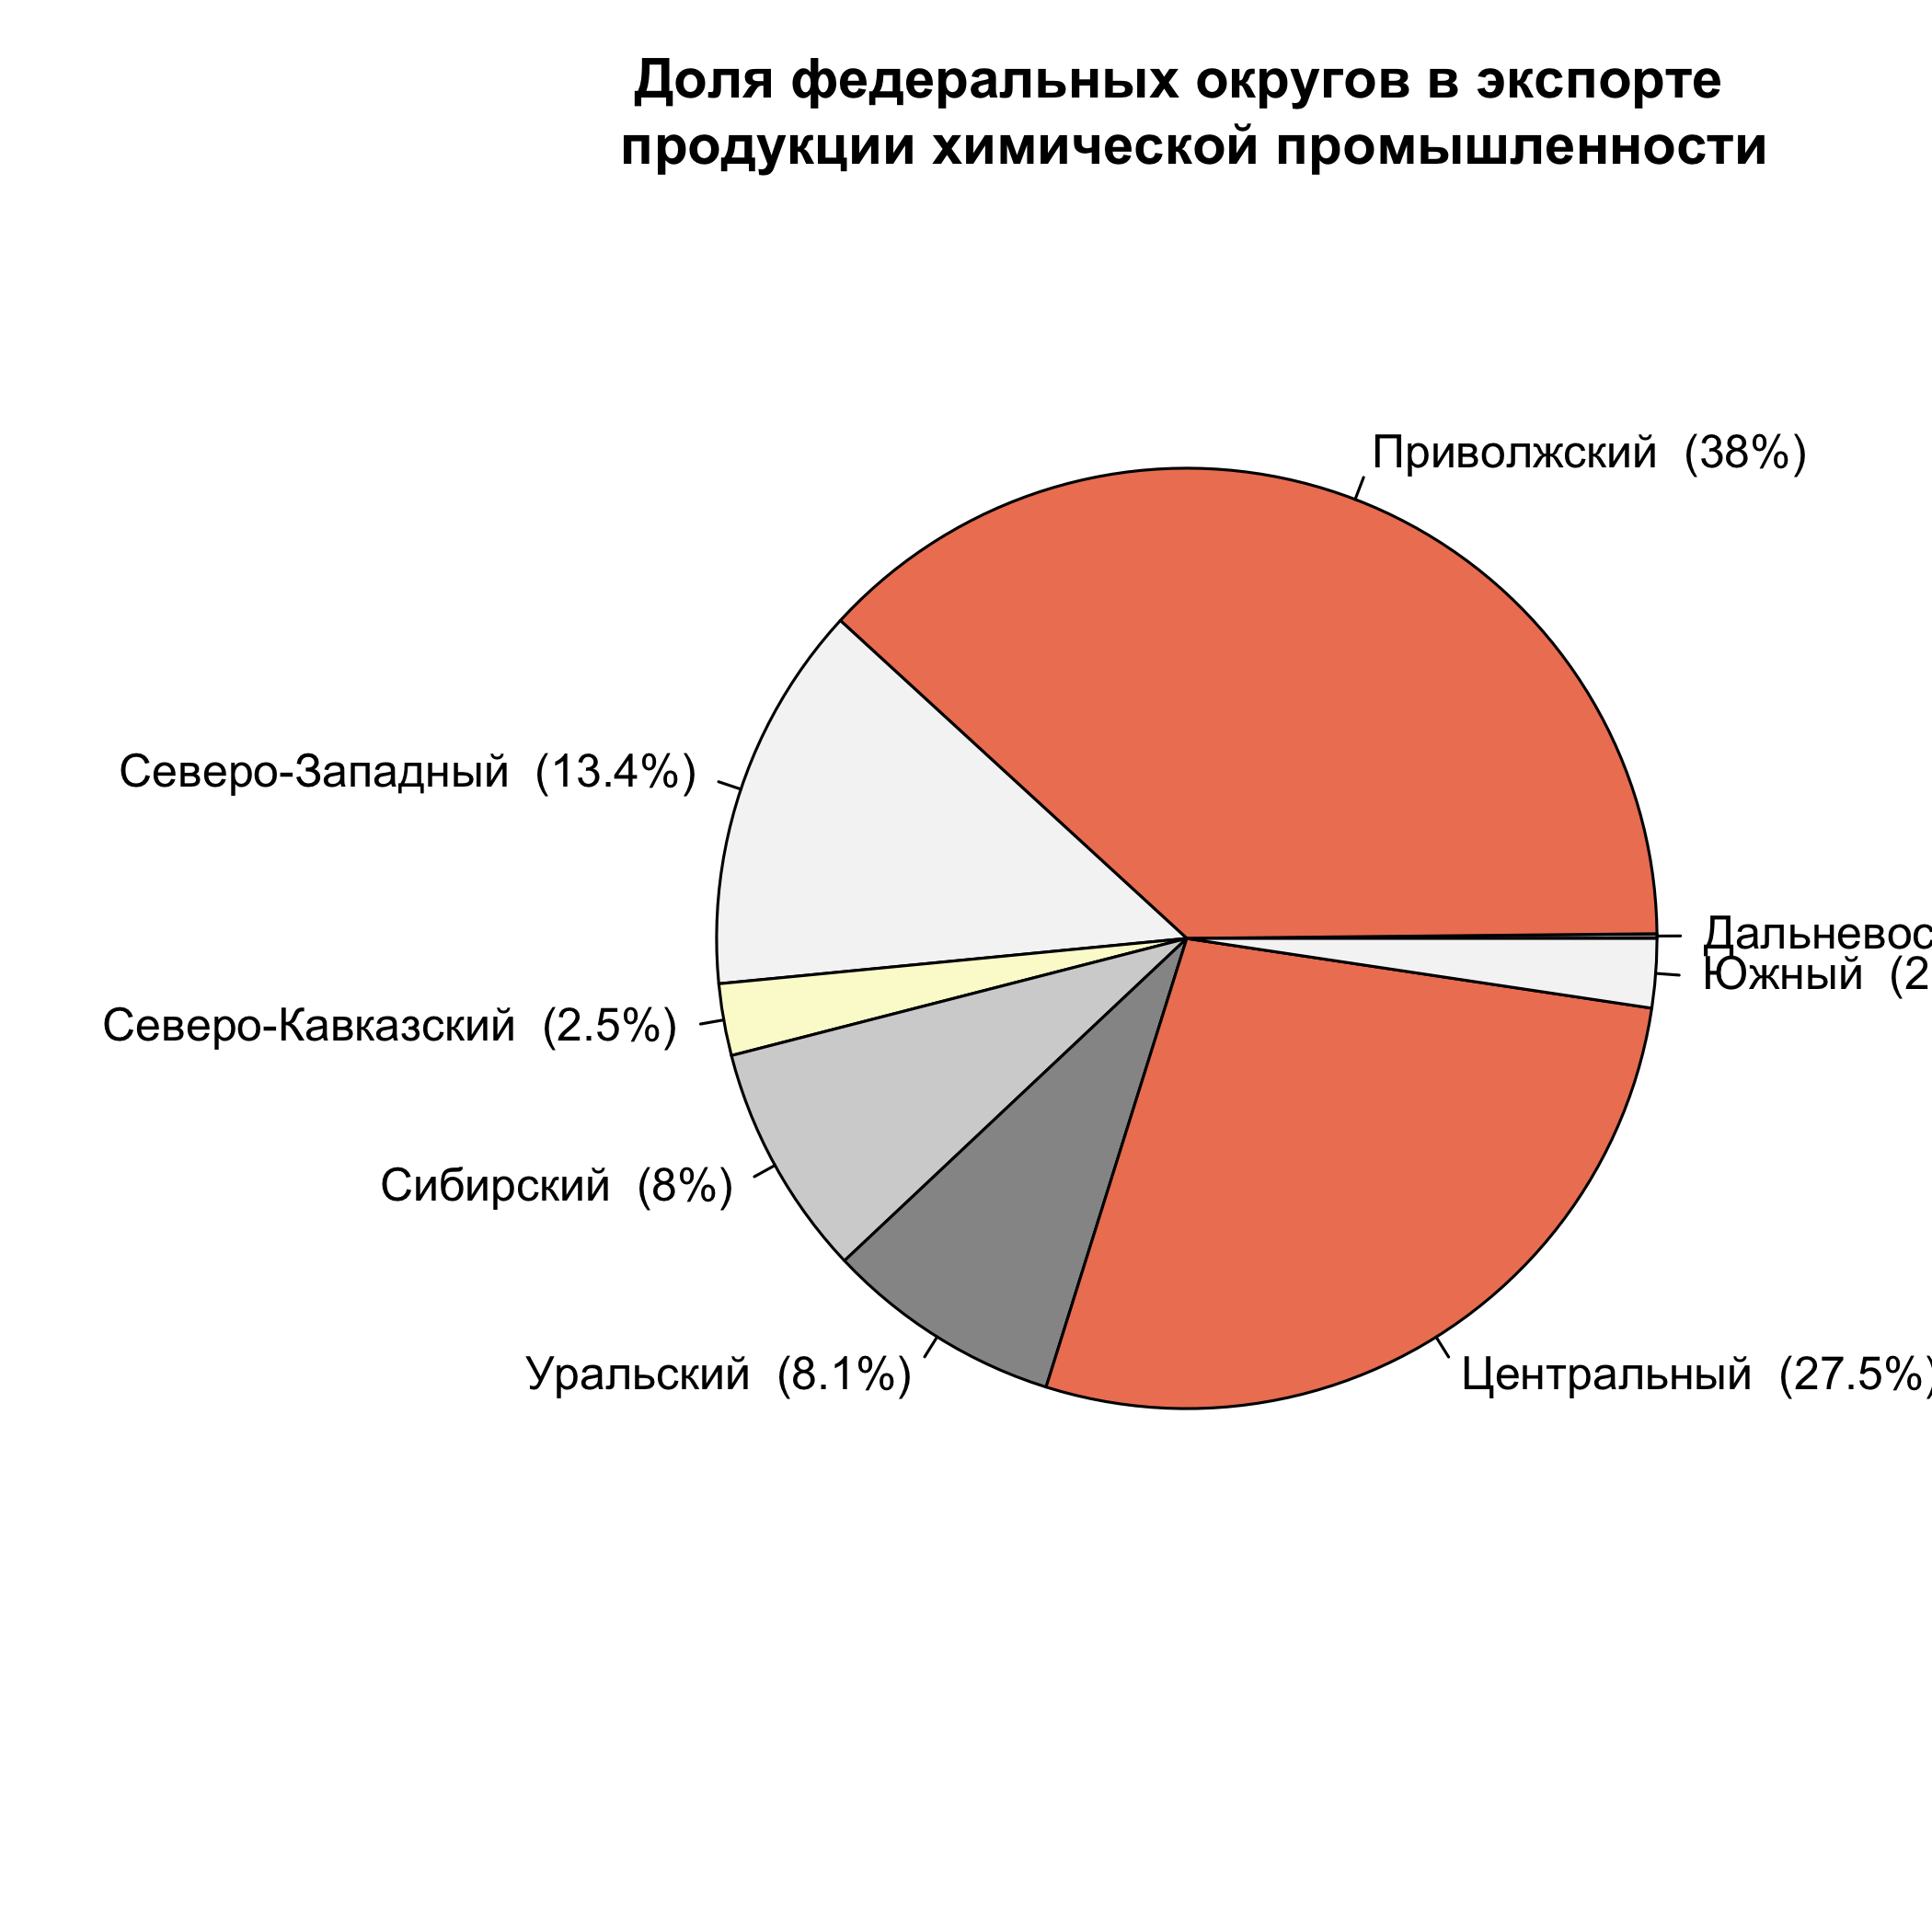 Доля федеральных округов в экспорте
продукции химической промышленности
Приволжский (38%)
Северо-Западный (13.4%)
Дальневос
Южный (2
Северо-Кавказский (2.5%)
Сибирский (8%)
Уральский (8.1%)
Центральный (27.5%)